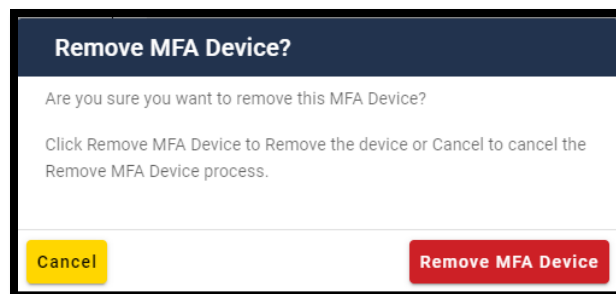 Remove MFA Device?
Are you sure you want to remove this MFA Device?
Click Remove MFA Device to Remove the device or Cancel to cancel the
Remove MFA Device process.
Cancel
Remove MFA Device